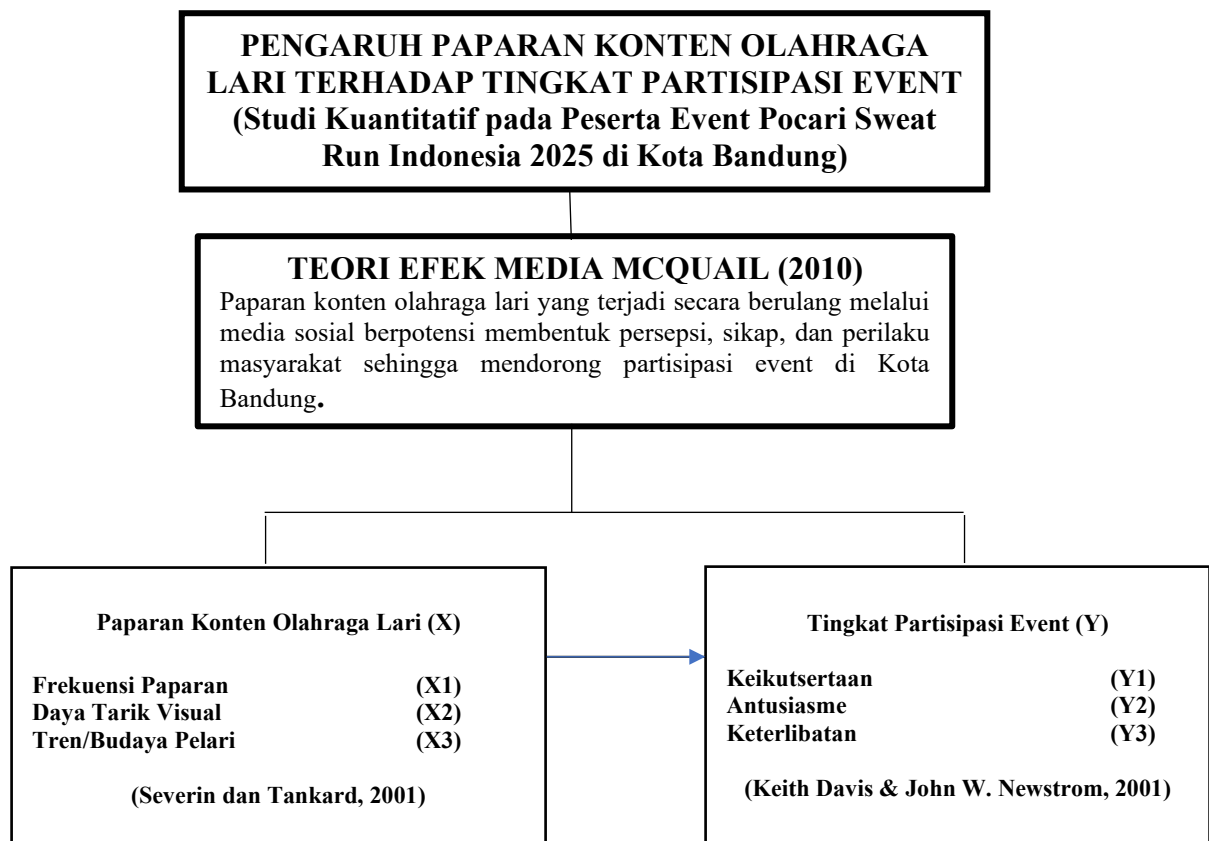 PENGARUH PAPARAN KONTEN OLAHRAGA
LARI TERHADAP TINGKAT PARTISIPASI EVENT
(Studi Kuantitatif pada Peserta Event Pocari Sweat
Run Indonesia 2025 di Kota Bandung)
TEORI EFEK MEDIA MCQUAIL (2010)
Paparan konten olahraga lari yang terjadi secara berulang melalui
media sosial berpotensi membentuk persepsi, sikap, dan perilaku
masyarakat sehingga mendorong partisipasi event di Kota
Bandung.
Paparan Konten Olahraga Lari (X)
Frekuensi Paparan (X1)
Daya Tarik Visual (X2)
Tren/Budaya Pelari (X3)
(Severin dan Tankard, 2001)
Tingkat Partisipasi Event (Y)
Keikutsertaan (Y1)
Antusiasme (Y2)
Keterlibatan (Y3)
(Keith Davis & John W. Newstrom, 2001)